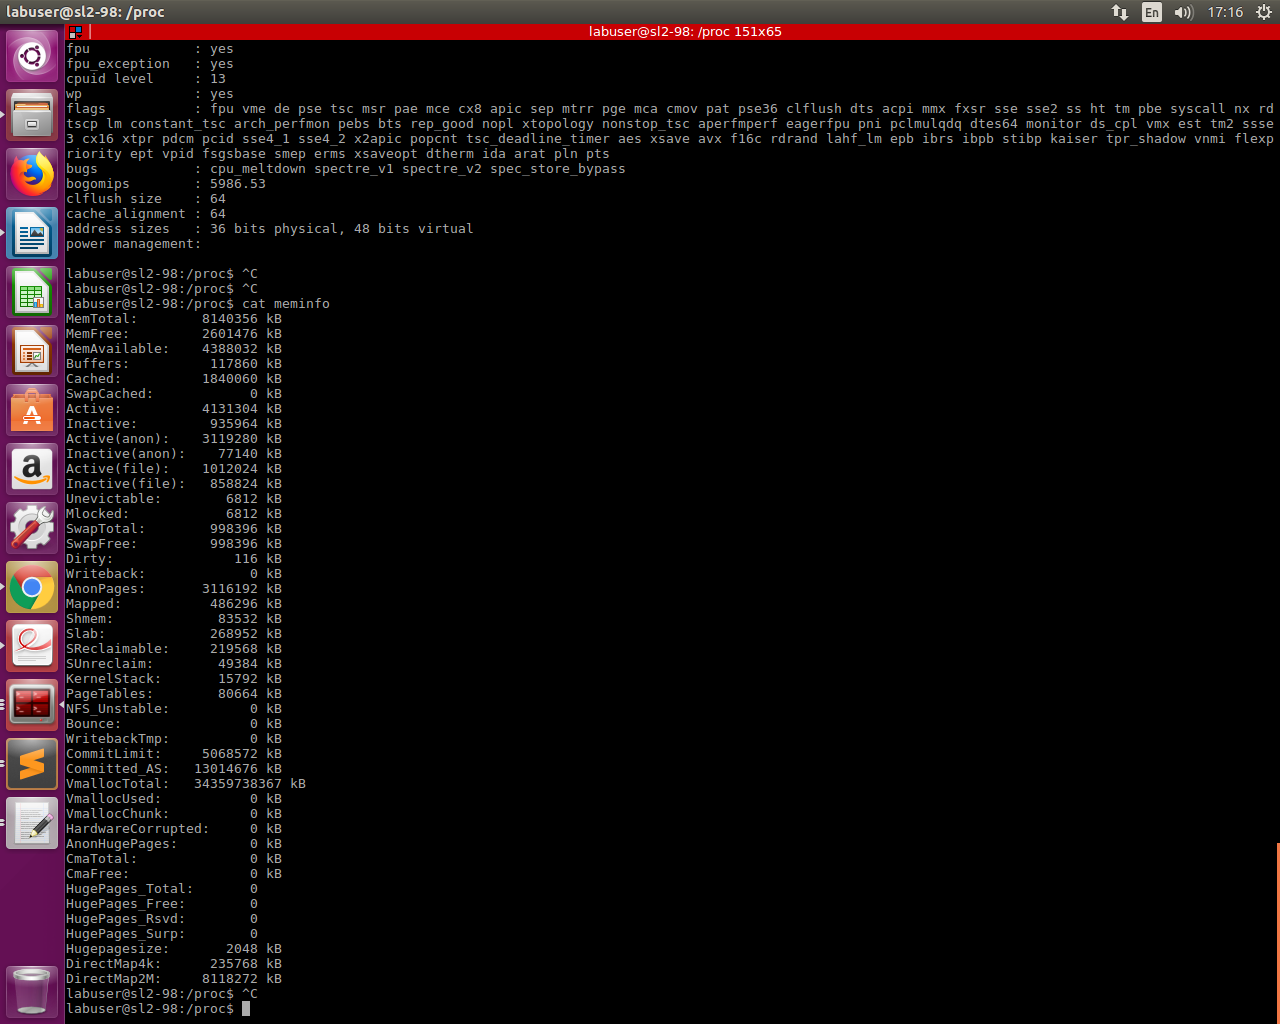 labuser@sl2-98: /proc
En
17:16
labuser@sl2-98: /proc 151x65
fpu             : yes
fpu_exception   : yes
cpuid level     : 13
wp              : yes
flags           : fpu vme de pse tsc msr pae mce cx8 apic sep mtrr pge mca cmov pat pse36 clflush dts acpi mmx fxsr sse sse2 ss ht tm pbe syscall nx rd
tscp lm constant_tsc arch_perfmon pebs bts rep_good nopl xtopology nonstop_tsc aperfmperf eagerfpu pni pclmulqdq dtes64 monitor ds_cpl vmx est tm2 ssse
3 cx16 xtpr pdcm pcid sse4_1 sse4_2 x2apic popcnt tsc_deadline_timer aes xsave avx f16c rdrand lahf_lm epb ibrs ibpb stibp kaiser tpr_shadow vnmi flexp
riority ept vpid fsgsbase smep erms xsaveopt dtherm ida arat pln pts
bugs            : cpu_meltdown spectre_v1 spectre_v2 spec_store_bypass
bogomips        : 5986.53
clflush size    : 64
cache_alignment : 64
address sizes   : 36 bits physical, 48 bits virtual
power management:
labuser@sl2-98:/proc$ ^C
labuser@sl2-98:/proc$ ^C
labuser@sl2-98:/proc$ cat meminfo
MemTotal:        8140356 kB
MemFree:         2601476 kB
MemAvailable:    4388032 kB
Buffers:          117860 kB
Cached:          1840060 kB
SwapCached:            0 kB
Active:          4131304 kB
Inactive:         935964 kB
Active(anon):    3119280 kB
Inactive(anon):    77140 kB
Active(file):    1012024 kB
Inactive(file):   858824 kB
Unevictable:        6812 kB
Mlocked:            6812 kB
SwapTotal:        998396 kB
SwapFree:         998396 kB
Dirty:               116 kB
Writeback:             0 kB
AnonPages:       3116192 kB
Mapped:           486296 kB
Shmem:             83532 kB
Slab:             268952 kB
SReclaimable:     219568 kB
SUnreclaim:        49384 kB
KernelStack:       15792 kB
PageTables:        80664 kB
NFS_Unstable:          0 kB
Bounce:                0 kB
WritebackTmp:          0 kB
CommitLimit:     5068572 kB
Committed_AS:   13014676 kB
VmallocTotal:   34359738367 kB
VmallocUsed:           0 kB
VmallocChunk:          0 kB
HardwareCorrupted:     0 kB
AnonHugePages:         0 kB
CmaTotal:              0 kB
CmaFree:               0 kB
HugePages_Total:       0
HugePages_Free:        0
HugePages_Rsvd:        0
HugePages_Surp:        0
Hugepagesize:       2048 kB
DirectMap4k:      235768 kB
DirectMap2M:     8118272 kB
labuser@sl2-98:/proc$ ^C
labuser@sl2-98:/proc$